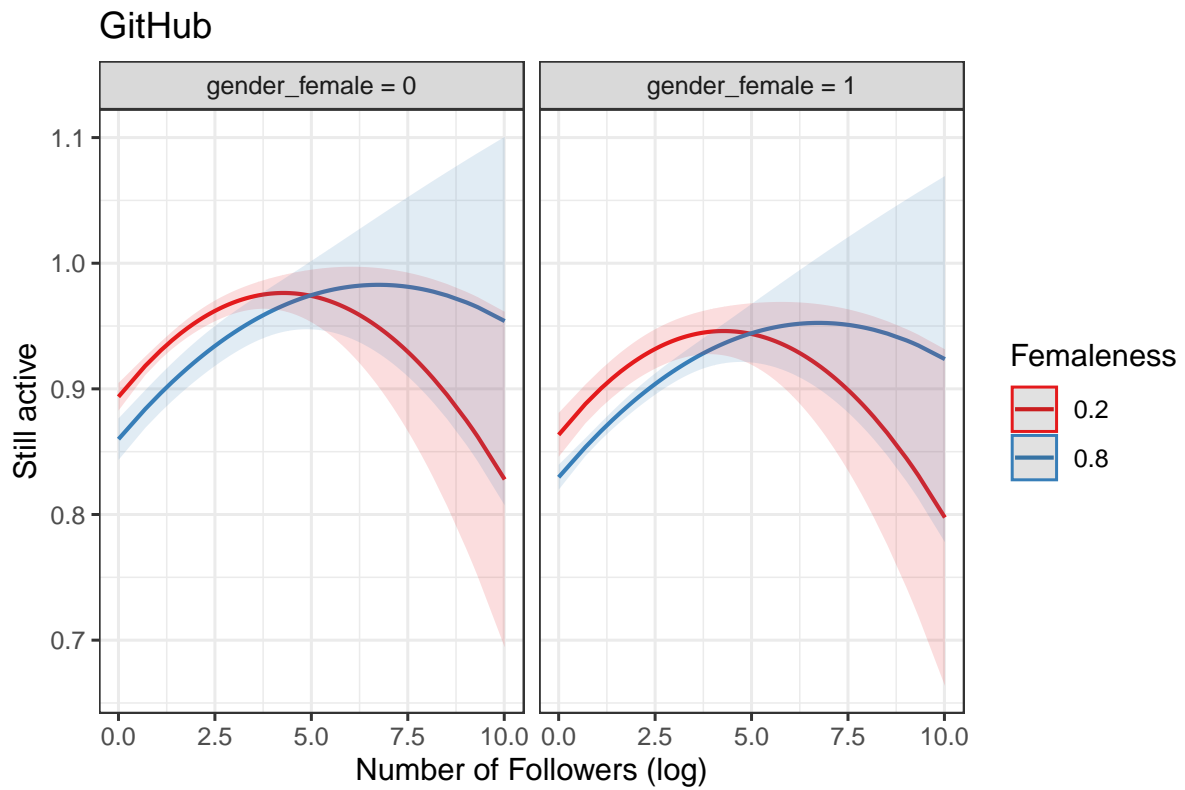 GitHub
gender_female = 0
gender_female = 1
1.1
1.0
0.9
0.8
0.7
Still active
0.0 2.5 5.0 7.5 10.0
0.0 2.5 5.0 7.5 10.0
Number of Followers (log)
Femaleness
0.2
0.8